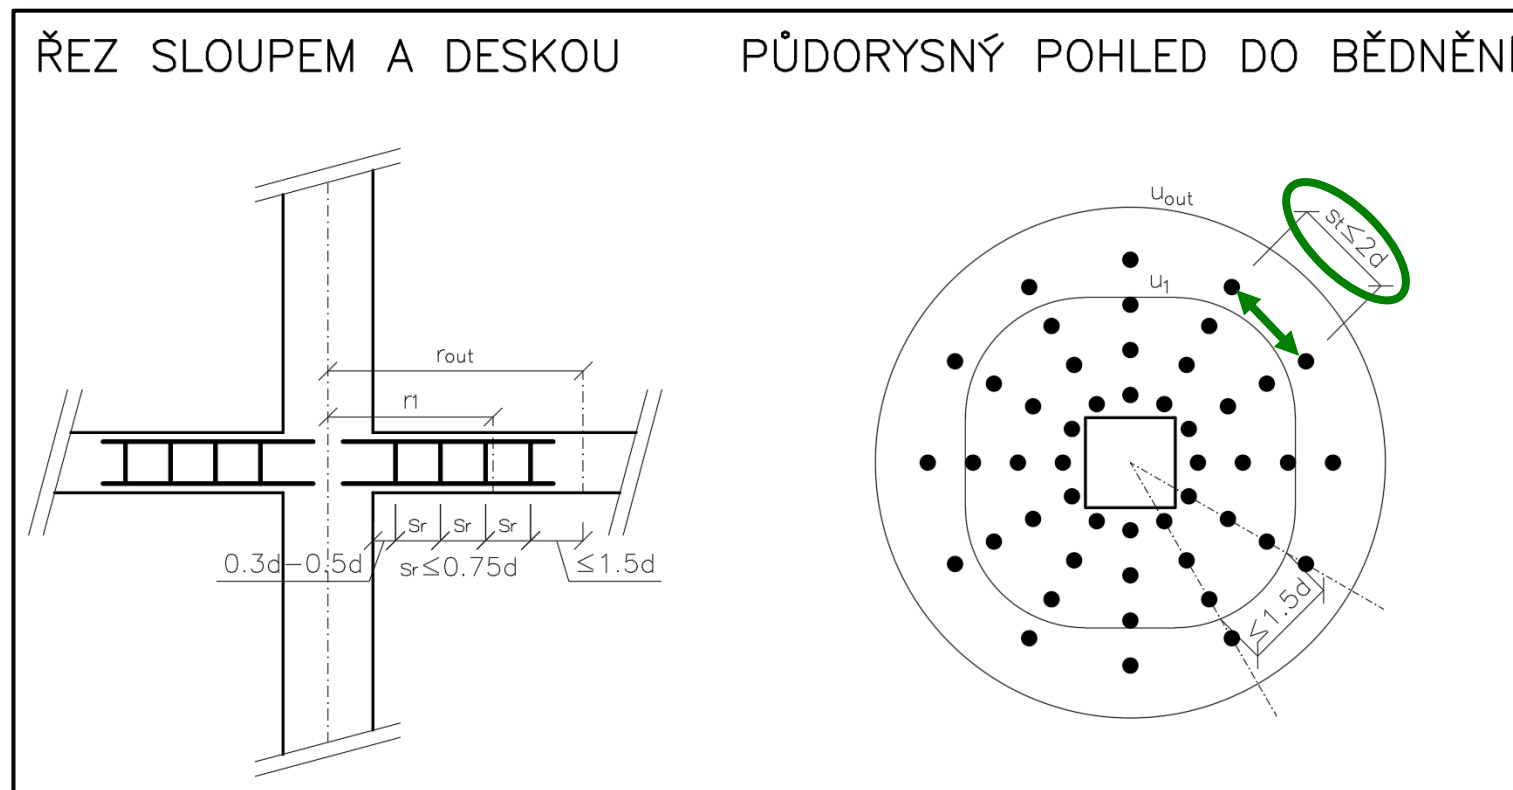 ŘEZ SLOUPEM A DESKOU
PŮDORYSNÝ POHLED DO BĚDNĚNÍ
rout
r1
sr sr sr
0.3d-0.5d
sr≤0.75d
≤1.5d
uout
u1
st≤2d
≤1.5d